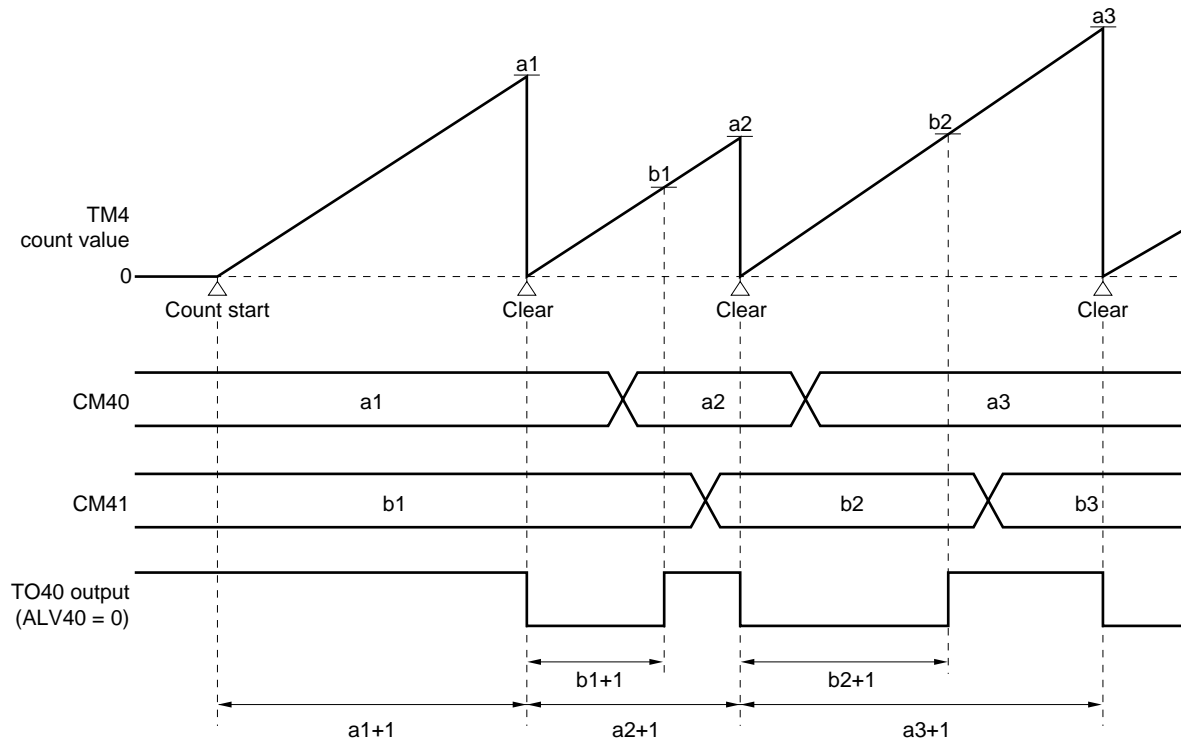 a3
a1
a2
b2
b1
TM4
count value
0
Count start
Clear
Clear
Clear
CM40
a1
a2
a3
CM41
b1
b2
b3
TO40 output
(ALV40 = 0)
b1+1
b2+1
a1+1
a2+1
a3+1